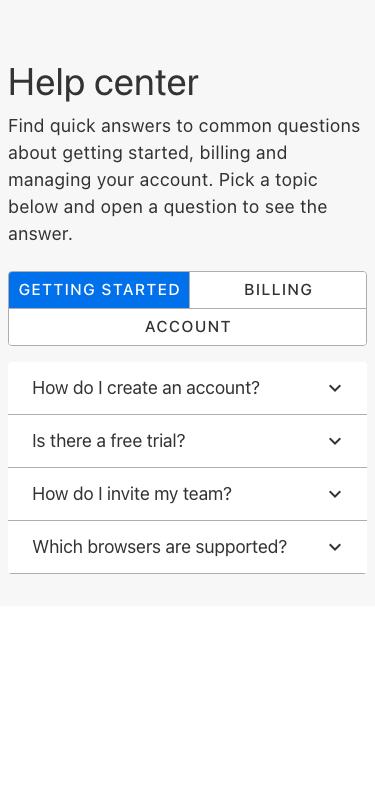 Help center
Find quick answers to common questions
about getting started, billing and
managing your account. Pick a topic
below and open a question to see the
answer.
GETTING STARTED
BILLING
ACCOUNT
How do I create an account?
Is there a free trial?
How do I invite my team?
Which browsers are supported?